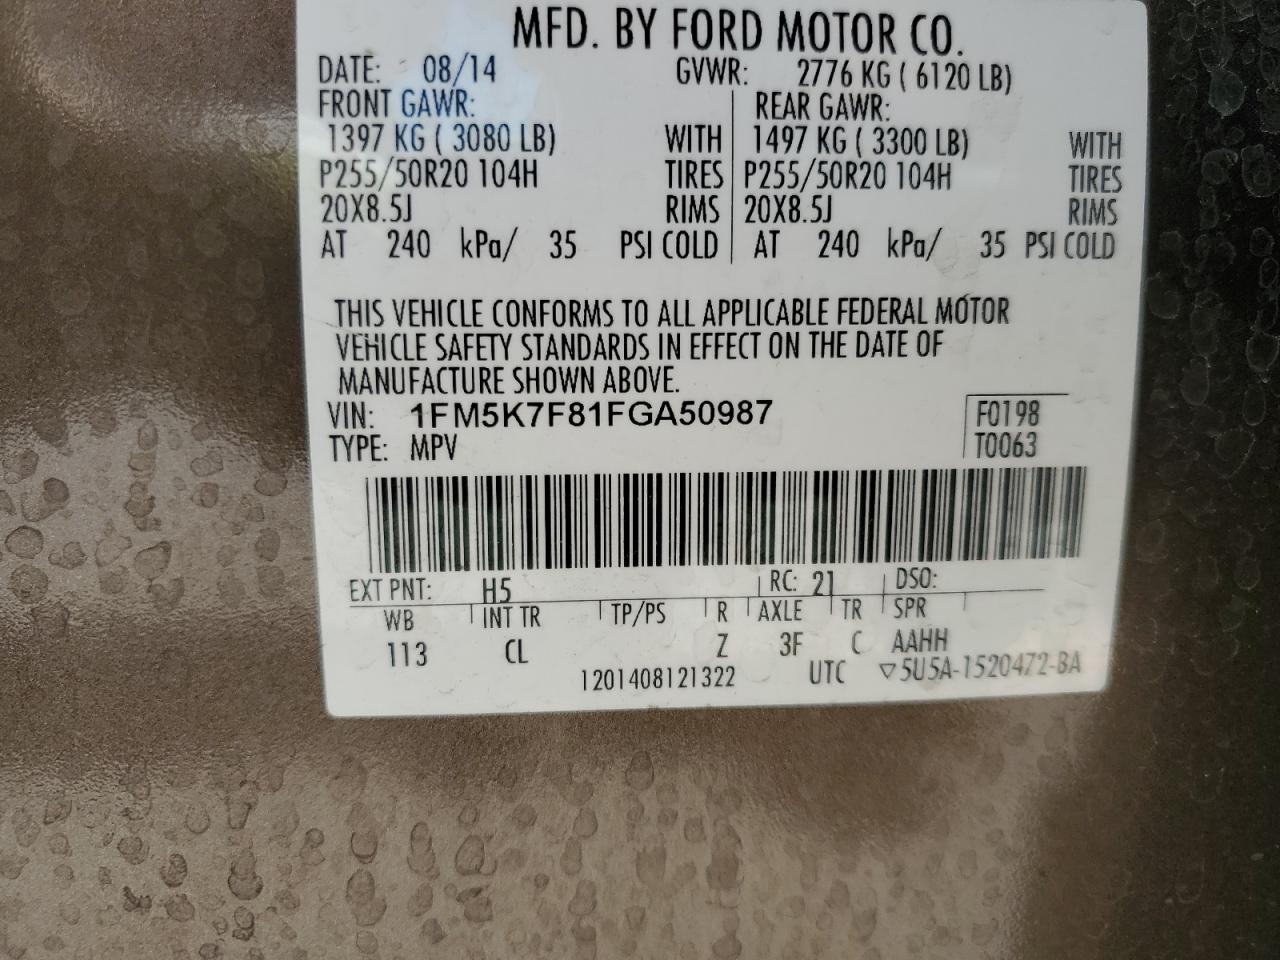 MFD. BY FORD MOTOR CO.
DATE: 08/14 GVWR: 2776 KG ( 6120 LB)
FRONT GAWR: REAR GAWR:
1397 KG ( 3080 LB) WITH 1497 KG ( 3300 LB) WITH
P255/50R20 104H TIRES P255/50R20 104H TIRES
20X8.5J RIMS 20X8.5J RIMS
AT 240 kPa/ 35 PSI COLD AT 240 kPa/ 35 PSI COLD
THIS VEHICLE CONFORMS TO ALL APPLICABLE FEDERAL MOTOR
VEHICLE SAFETY STANDARDS IN EFFECT ON THE DATE OF
MANUFACTURE SHOWN ABOVE.
VIN: 1FM5K7F81FGA50987 F0198
TYPE: MPV T0063
EXT PNT: H5 RC: 21 DSO:
WB INT TR TP/PS R AXLE TR SPR
113 CL Z 3F C AAHH
1201408121322 UTC ▽5U5A-1520472-BA